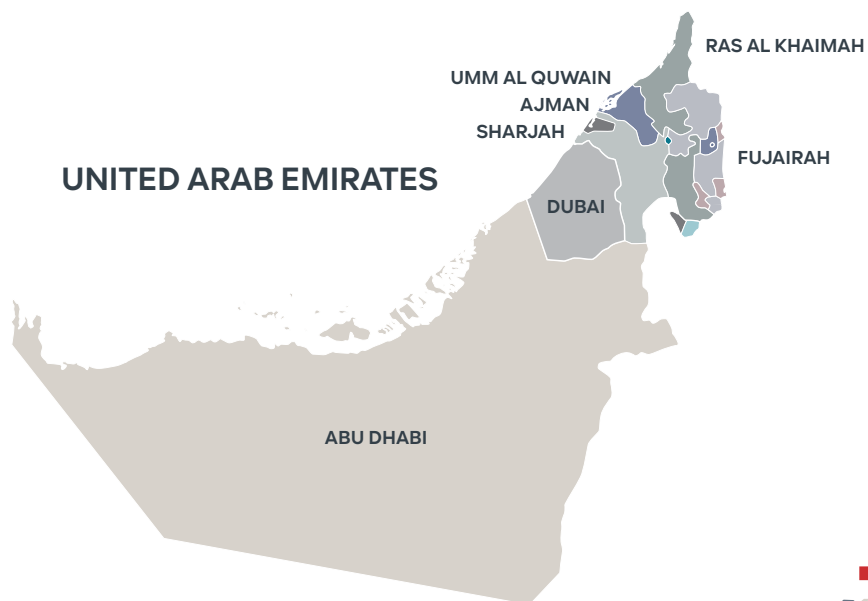 RAS AL KHAIMAH
UMM AL QUWAIN
AJMAN
SHARJAH
FUJAIRAH
UNITED ARAB EMIRATES
DUBAI
ABU DHABI